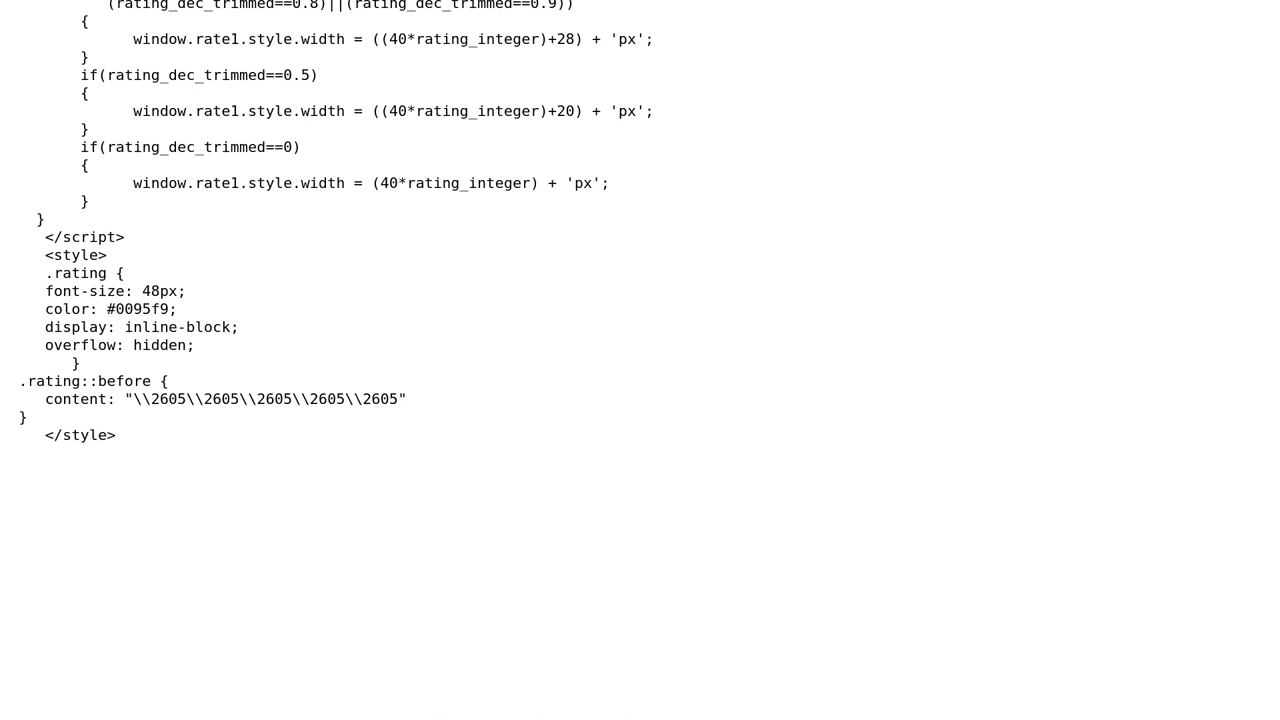 (rating_dec_trimmed==0.8)||(rating_dec_trimmed==0.9))
{
window.rate1.style.width = ((40*rating_integer)+28) + 'px';
}
if(rating_dec_trimmed==0.5)
{
window.rate1.style.width = ((40*rating_integer)+20) + 'px';
}
if(rating_dec_trimmed==0)
{
window.rate1.style.width = (40*rating_integer) + 'px';
}
}
</script>
<style>
.rating {
font-size: 48px;
color: #0095f9;
display: inline-block;
overflow: hidden;
}
.rating::before {
content: "\\2605\\2605\\2605\\2605\\2605"
}
</style>